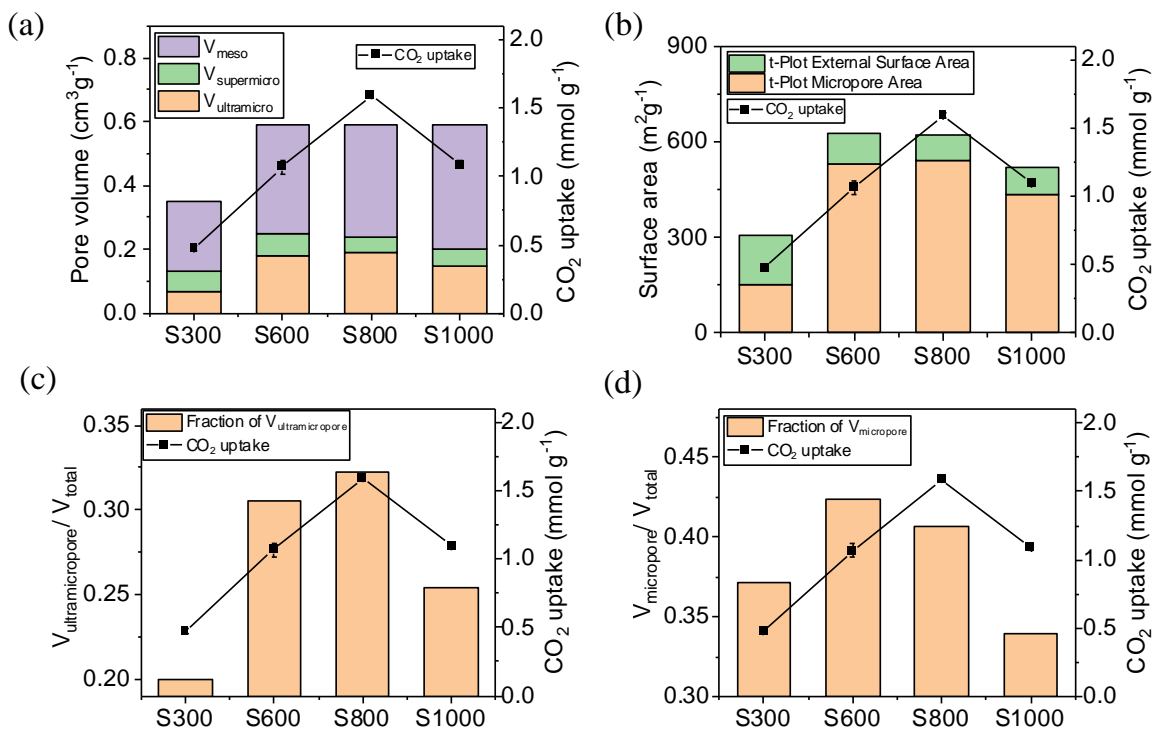 (a)
Pore volume (cm³g⁻¹)
0.8
0.6
0.4
0.2
0.0
V_meso
V_supermicro
V_ultramicro
CO₂ uptake
2.0
1.5
1.0
0.5
0.0
CO₂ uptake (mmol g⁻¹)
S300 S600 S800 S1000
(b)
Surface area (m²g⁻¹)
900
600
300
0
t-Plot External Surface Area
t-Plot Micropore Area
CO₂ uptake
2.0
1.5
1.0
0.5
0.0
CO₂ uptake (mmol g⁻¹)
S300 S600 S800 S1000
(c)
V_ultramicropore/ V_total
0.35
0.30
0.25
0.20
Fraction of V_ultramicropore
CO₂ uptake
2.0
1.5
1.0
0.5
0.0
CO₂ uptake (mmol g⁻¹)
S300 S600 S800 S1000
(d)
V_micropore/ V_total
0.45
0.40
0.35
0.30
Fraction of V_micropore
CO₂ uptake
2.0
1.5
1.0
0.5
0.0
CO₂ uptake (mmol g⁻¹)
S300 S600 S800 S1000